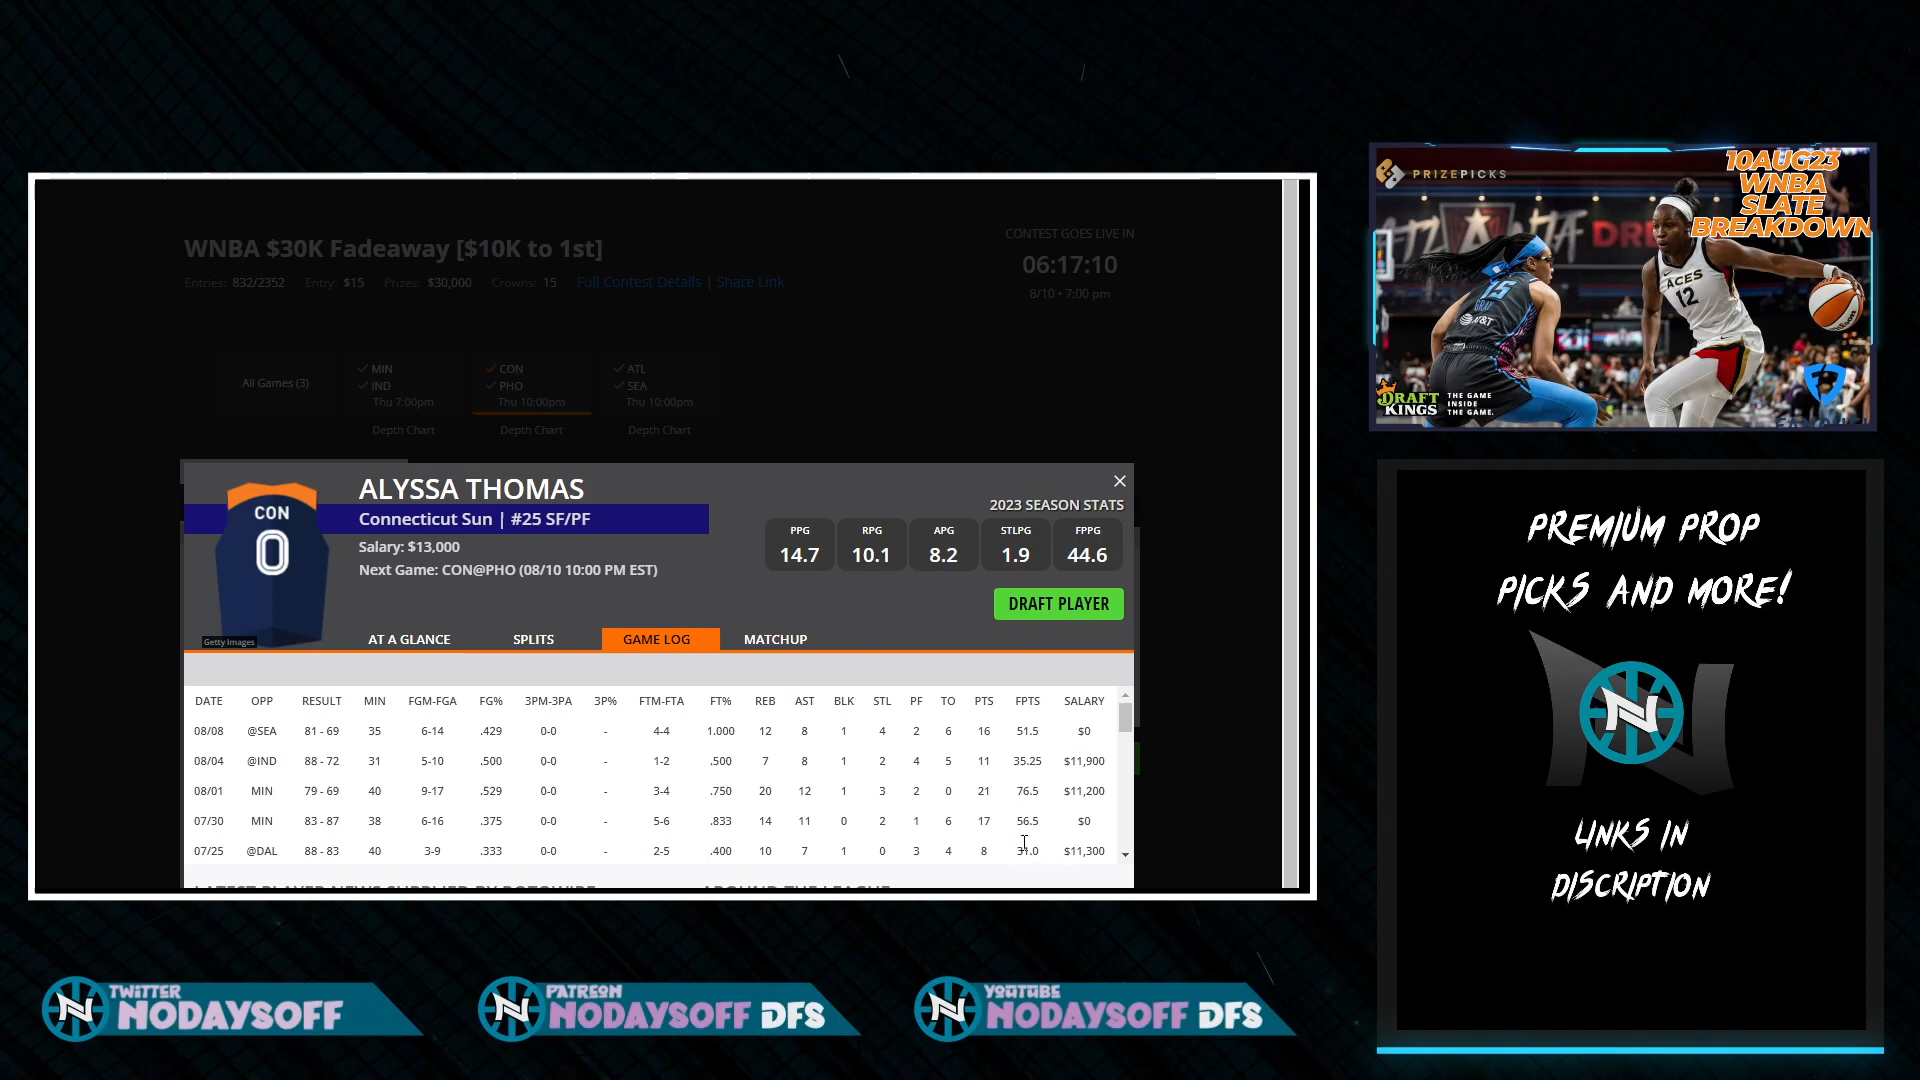 WNBA $30K Fadeaway [$10K to 1st]
Entries: 832/2352 Entry: $15 Prizes: $30,000 Crowns: 15 Full Contest Details | Share Link
CONTEST GOES LIVE IN
06:17:10
8/10 • 7:00 pm
All Games (3)
MIN
IND
Thu 7:00pm
Depth Chart
CON
PHO
Thu 10:00pm
Depth Chart
ATL
SEA
Thu 10:00pm
Depth Chart
CON
0
Getty Images
ALYSSA THOMAS
Connecticut Sun | #25 SF/PF
Salary: $13,000
Next Game: CON@PHO (08/10 10:00 PM EST)
2023 SEASON STATS
PPG RPG APG STLPG FPPG
14.7 10.1 8.2 1.9 44.6
DRAFT PLAYER
AT A GLANCE SPLITS GAME LOG MATCHUP
DATE OPP RESULT MIN FGM-FGA FG% 3PM-3PA 3P% FTM-FTA FT% REB AST BLK STL PF TO PTS FPTS SALARY
08/08 @SEA 81 - 69 35 6-14 .429 0-0 - 4-4 1.000 12 8 1 4 2 6 16 51.5 $0
08/04 @IND 88 - 72 31 5-10 .500 0-0 - 1-2 .500 7 8 1 2 4 5 11 35.25 $11,900
08/01 MIN 79 - 69 40 9-17 .529 0-0 - 3-4 .750 20 12 1 3 2 0 21 76.5 $11,200
07/30 MIN 83 - 87 38 6-16 .375 0-0 - 5-6 .833 14 11 0 2 1 6 17 56.5 $0
07/25 @DAL 88 - 83 40 3-9 .333 0-0 - 2-5 .400 10 7 1 0 3 4 8 31.0 $11,300
PRIZEPICKS
10AUG23
WNBA
SLATE
BREAKDOWN
ACES
12
15
GRAY
AT&T
DRAFT
KINGS
THE GAME
INSIDE
THE GAME.
PREMIUM PROP
PICKS AND MORE!
N
LINKS IN
DISCRIPTION
TWITTER
NODAYSOFF
PATREON
NODAYSOFF DFS
YOUTUBE
NODAYSOFF DFS